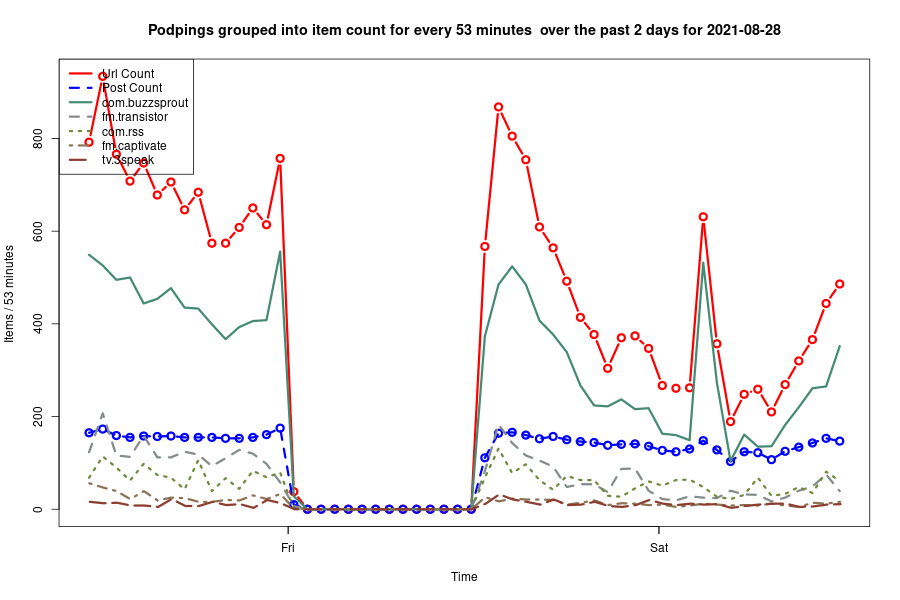 Podpings grouped into item count for every 53 minutes  over the past 2 days for 2021-08-28
Url Count
Post Count
com.buzzsprout
fm.transistor
com.rss
fm.captivate
tv.3speak
800
600
400
200
0
Items / 53 minutes
Fri
Sat
Time